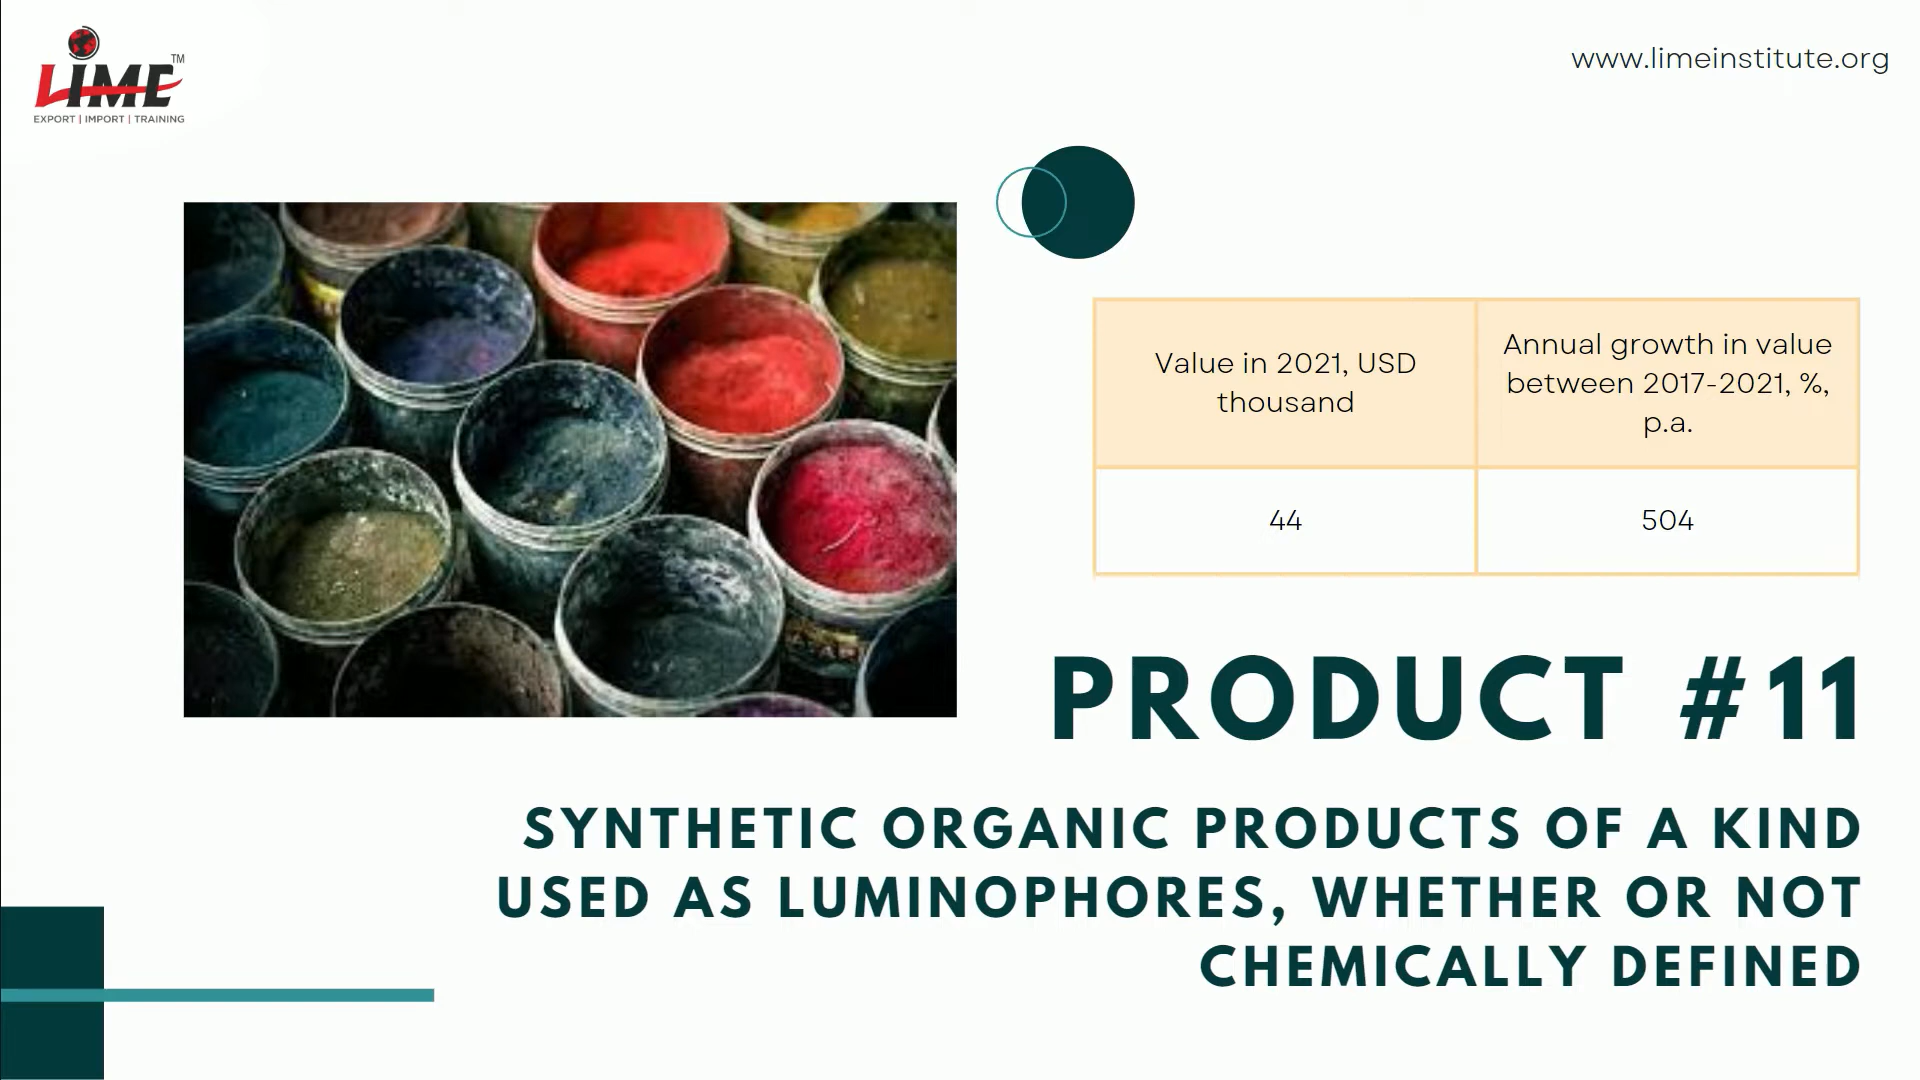 LIME TM
EXPORT | IMPORT | TRAINING
www.limeinstitute.org
Value in 2021, USD
thousand
Annual growth in value
between 2017-2021, %,
p.a.
44
504
PRODUCT #11
SYNTHETIC ORGANIC PRODUCTS OF A KIND
USED AS LUMINOPHORES, WHETHER OR NOT
CHEMICALLY DEFINED